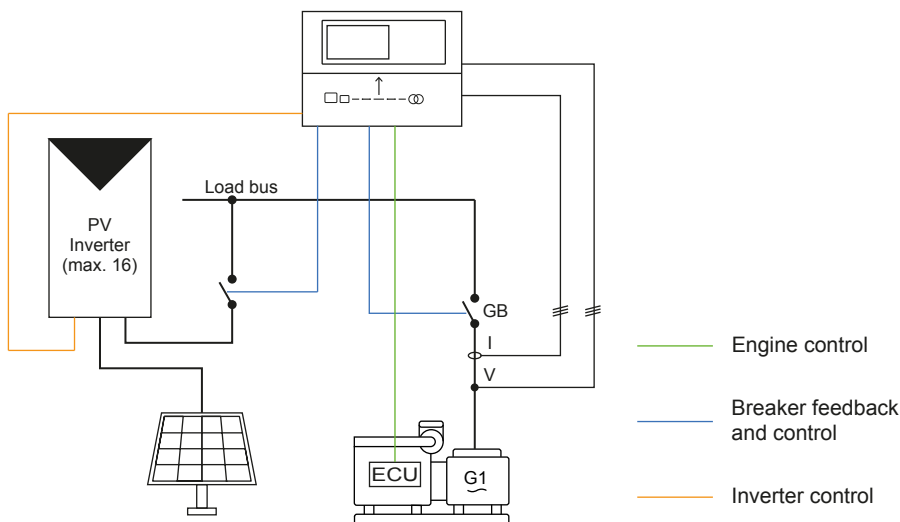 Load bus
PV
Inverter
(max. 16)
GB
I
V
ECU
G1
Engine control
Breaker feedback
and control
Inverter control